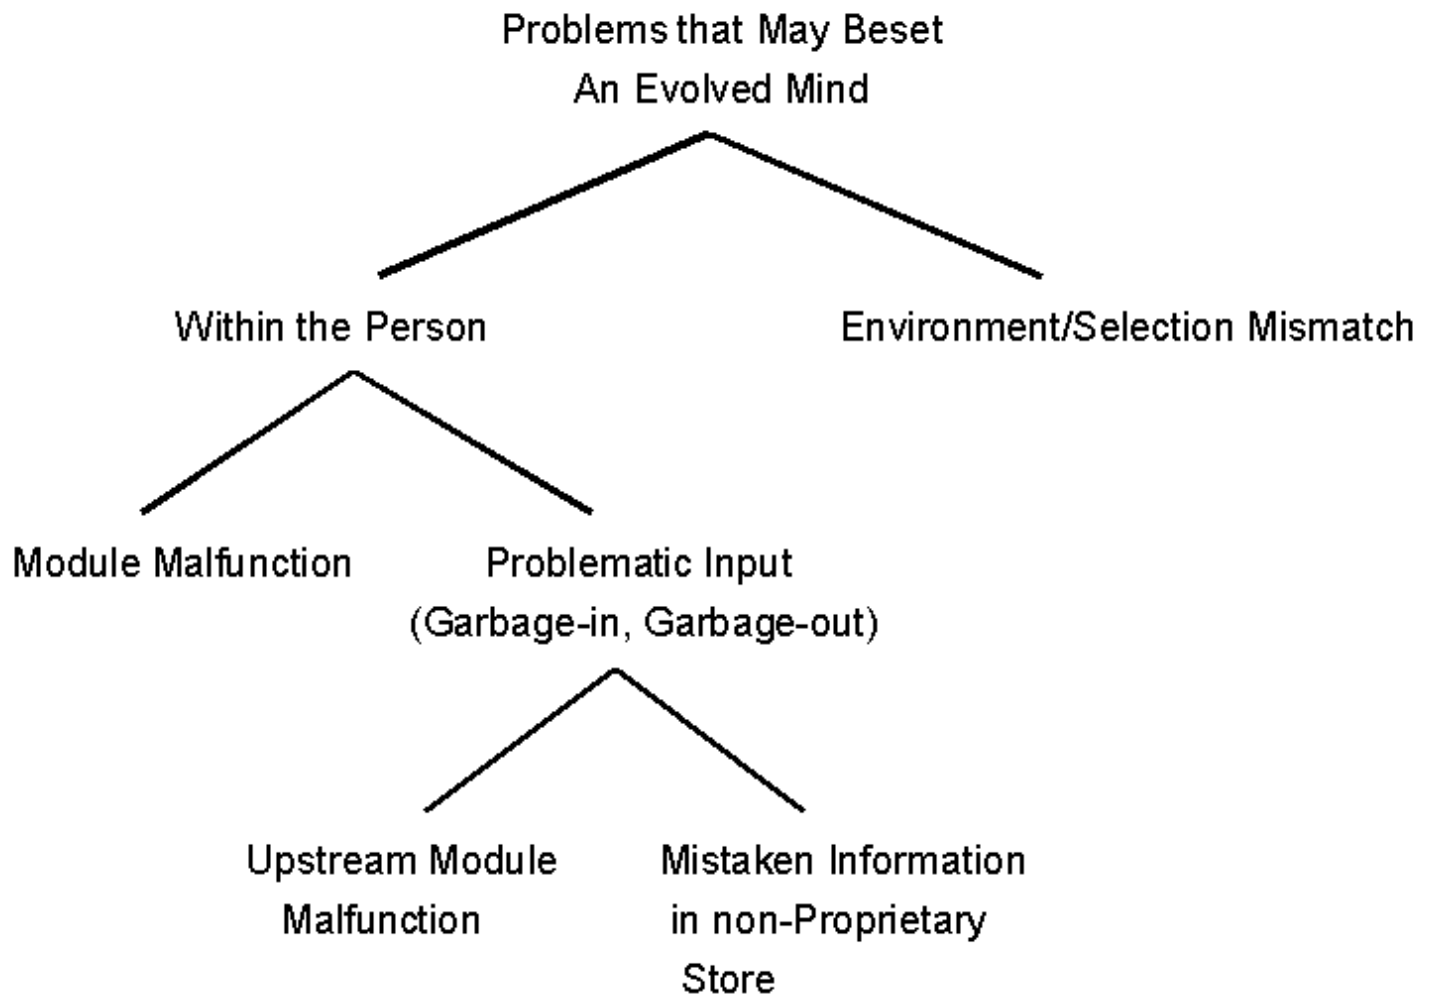 Problems that May Beset
An Evolved Mind
Within the Person
Environment/Selection Mismatch
Module Malfunction
Problematic Input
(Garbage-in, Garbage-out)
Upstream Module
Malfunction
Mistaken Information
in non-Proprietary
Store